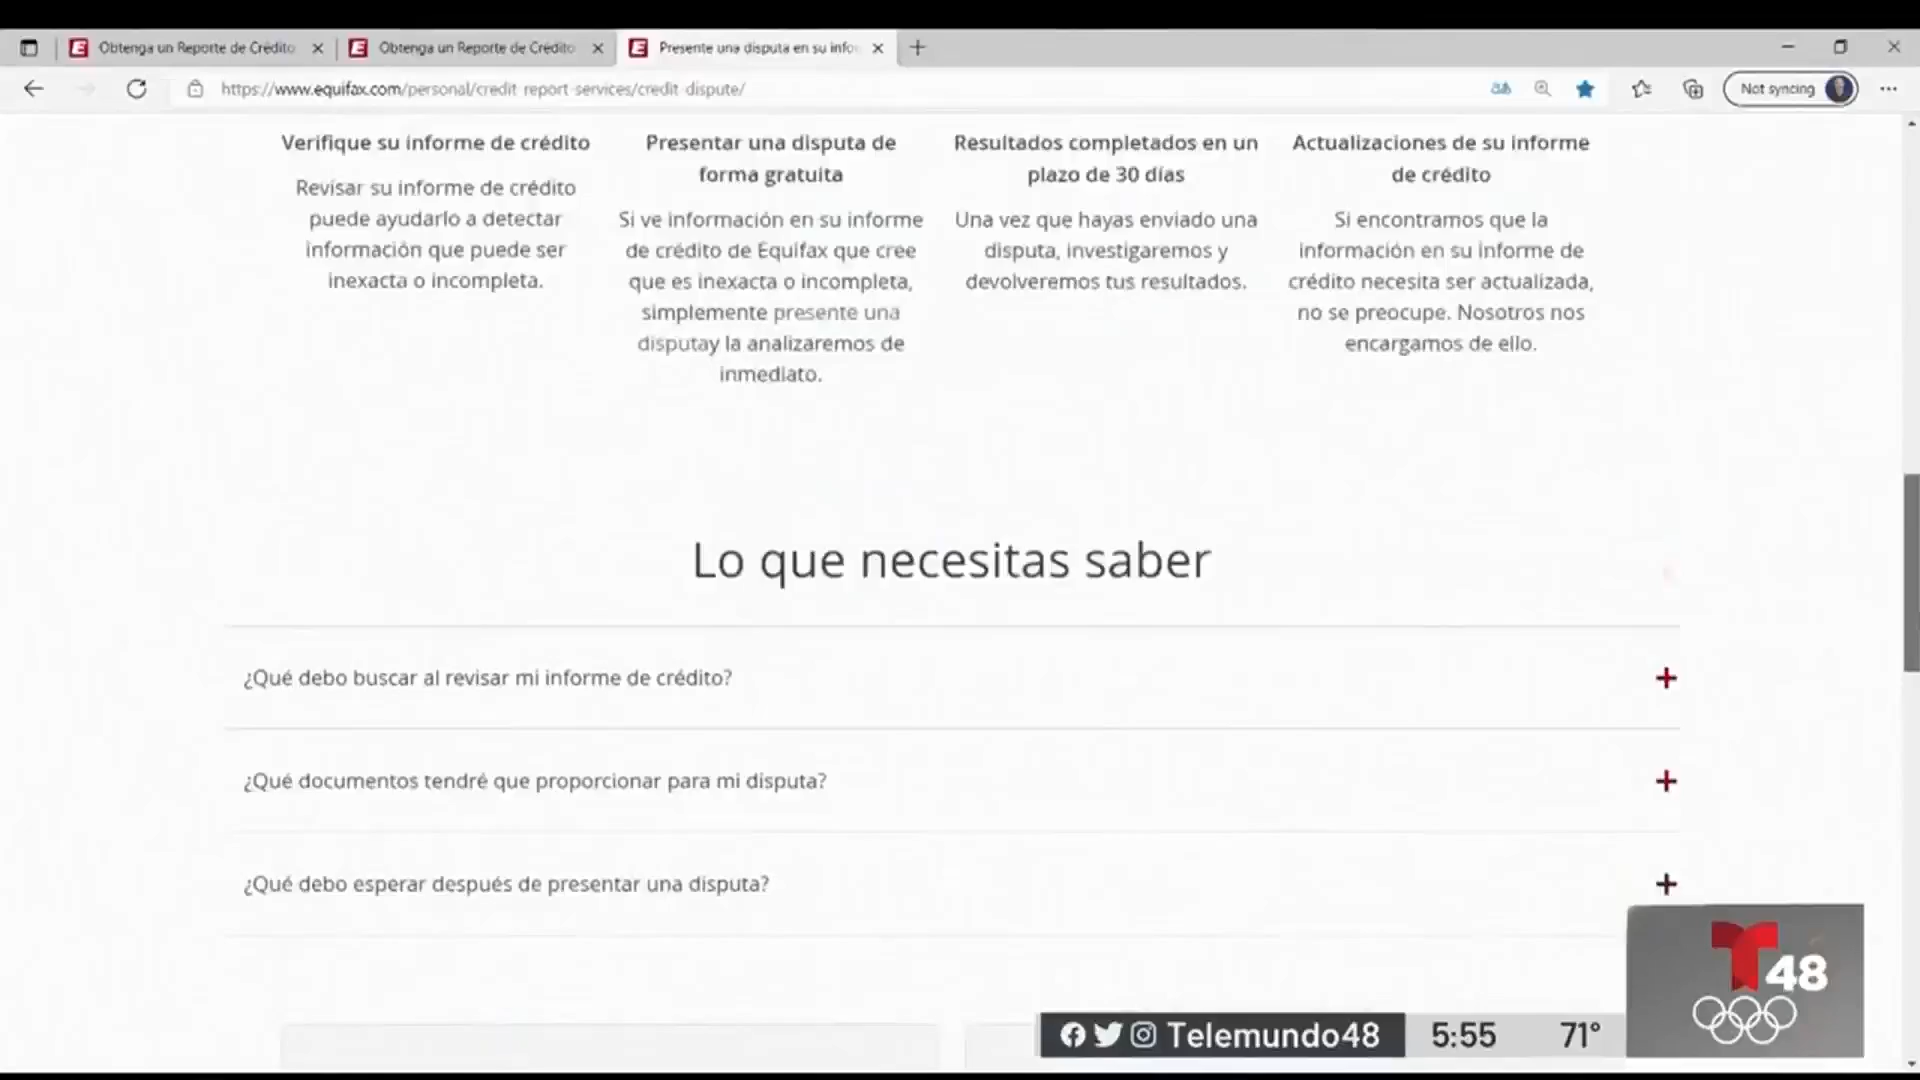 Obtenga un Reporte de Crédito
Obtenga un Reporte de Crédito
Presente una disputa en su info
https://www.equifax.com/personal/credit-report-services/credit-dispute/
Not syncing
Verifique su informe de crédito
Revisar su informe de crédito
puede ayudarlo a detectar
información que puede ser
inexacta o incompleta.
Presentar una disputa de
forma gratuita
Si ve información en su informe
de crédito de Equifax que cree
que es inexacta o incompleta,
simplemente presente una
disputay la analizaremos de
inmediato.
Resultados completados en un
plazo de 30 días
Una vez que hayas enviado una
disputa, investigaremos y
devolveremos tus resultados.
Actualizaciones de su informe
de crédito
Si encontramos que la
información en su informe de
crédito necesita ser actualizada,
no se preocupe. Nosotros nos
encargamos de ello.
Lo que necesitas saber
¿Qué debo buscar al revisar mi informe de crédito?
¿Qué documentos tendré que proporcionar para mi disputa?
¿Qué debo esperar después de presentar una disputa?
T 48
Telemundo48 5:55 71°